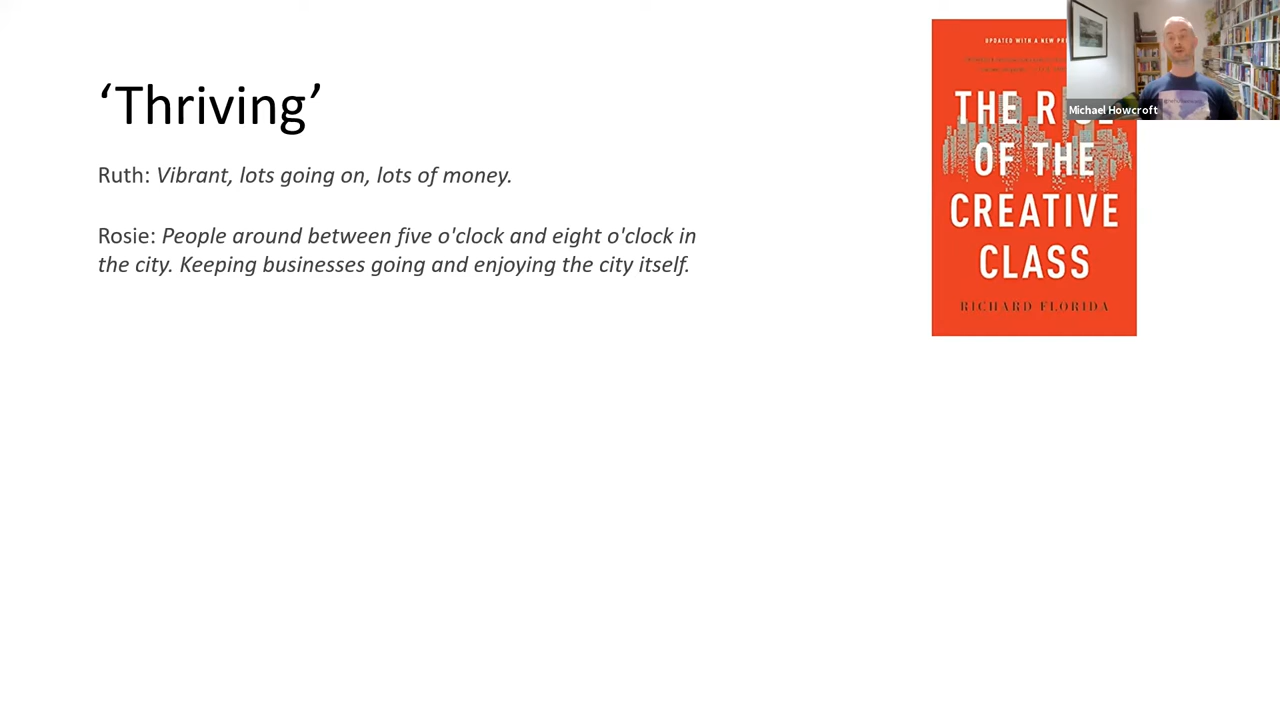 ‘Thriving’
Ruth: Vibrant, lots going on, lots of money.
Rosie: People around between five o'clock and eight o'clock in
the city. Keeping businesses going and enjoying the city itself.
UPDATED WITH A NEW
THE
OF THE
CREATIVE
CLASS
RICHARD FLORIDA
Michael Howcroft